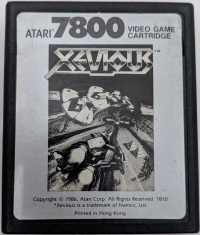 ATARI 7800 VIDEO GAME
CARTRIDGE
XEVIOUS™
Copyright © 1986, Atari Corp. All Rights Reserved. 7810
*Xevious is a trademark of Namco, Ltd.
Printed in Hong Kong